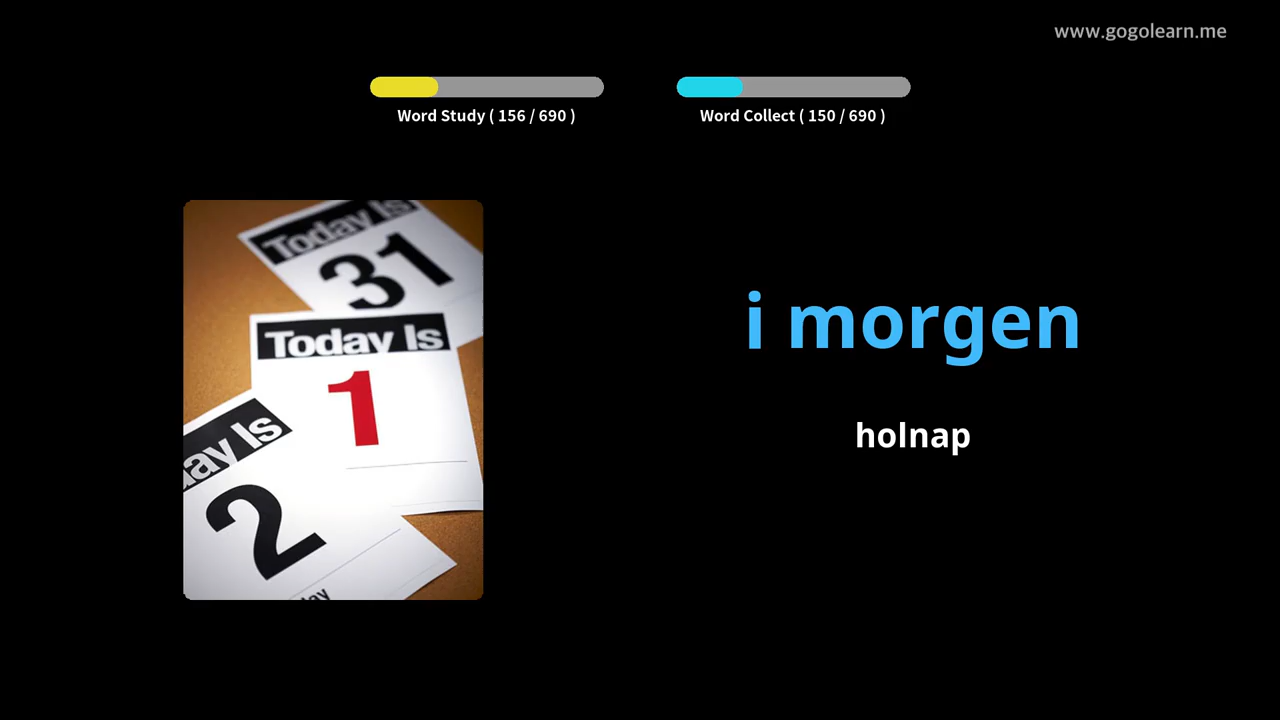 www.gogolearn.me
Word Study ( 156 / 690 )
Word Collect ( 150 / 690 )
Today Is
31
Today Is
1
ay Is
2
ay
i morgen
holnap